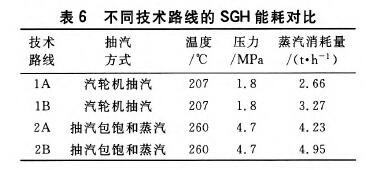 表 6 不同技术路线的 SGH 能耗对比
技术路线 抽汽方式 温度/℃ 压力/MPa 蒸汽消耗量/(t•h⁻¹)
1A 汽轮机抽汽 207 1.8 2.66
1B 汽轮机抽汽 207 1.8 3.27
2A 抽汽包饱和蒸汽 260 4.7 4.23
2B 抽汽包饱和蒸汽 260 4.7 4.95